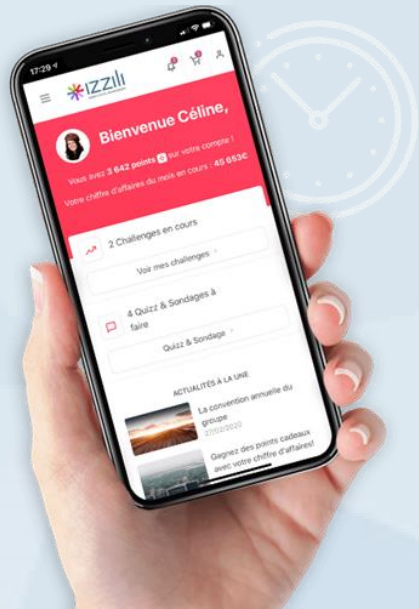 17:29
IZZILI
Bienvenue Céline,
Vous avez 3 642 points sur votre compte !
Votre chiffre d'affaires du mois en cours : 45 653€
2 Challenges en cours
Voir mes challenges
4 Quizz & Sondages à
faire
Quizz & Sondage
ACTUALITÉS À LA UNE
La convention annuelle du
groupe
27/02/2020
Gagnez des points cadeaux
avec votre chiffre d'affaires!